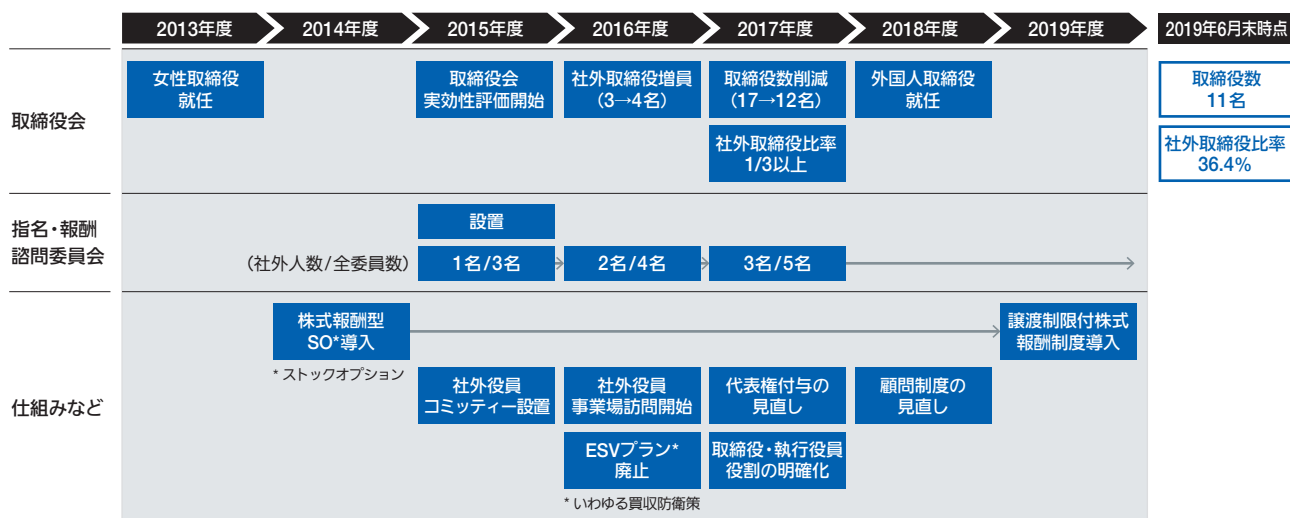 2013年度
2014年度
2015年度
2016年度
2017年度
2018年度
2019年度
2019年6月末時点
取締役会
女性取締役
就任
取締役会
実効性評価開始
社外取締役増員
(3→4名)
取締役数削減
(17→12名)
外国人取締役
就任
取締役数
11名
社外取締役比率
1/3以上
社外取締役比率
36.4%
指名・報酬
諮問委員会
設置
(社外人数/全委員数)
1名/3名
2名/4名
3名/5名
仕組みなど
株式報酬型
SO*導入
* ストックオプション
譲渡制限付株式
報酬制度導入
社外役員
コミッティー設置
社外役員
事業場訪問開始
代表権付与の
見直し
顧問制度の
見直し
ESVプラン*
廃止
* いわゆる買収防衛策
取締役・執行役員
役割の明確化